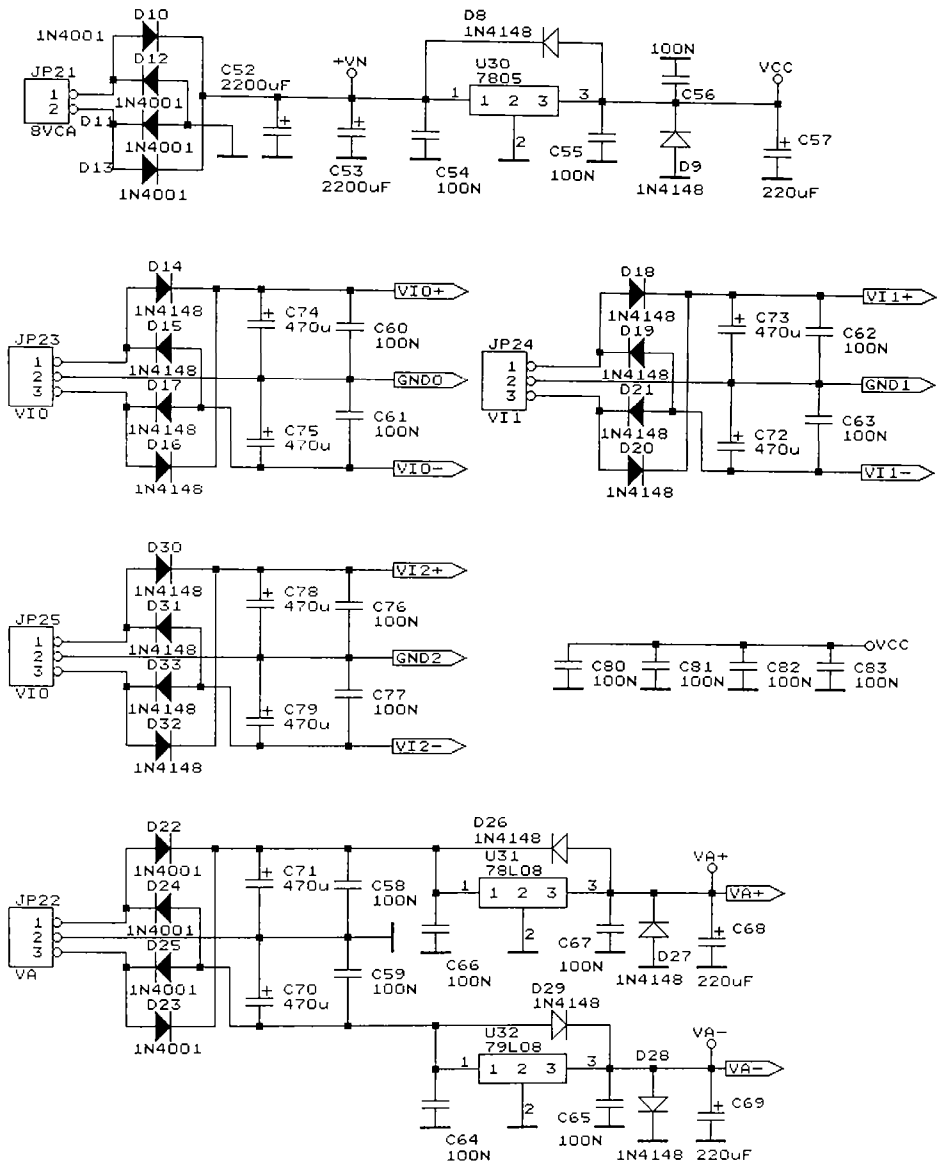 D10
1N4001
JP21
1
2
8VCA
D12
1N4001
D11
1N4001
D13
1N4001
C52
2200uF
+VN
C53
2200uF
D8
1N4148
U30
7805
1
1 2 3
3
2
C54
100N
C55
100N
100N
C56
D9
1N4148
VCC
C57
220uF
D14
1N4148
D15
1N4148
JP23
1
2
3
VI0
D17
1N4148
D16
1N4148
+
C74
470u
C60
100N
VI0+
GND0
+
C75
470u
C61
100N
VI0-
D18
1N4148
D19
1N4148
JP24
1
2
3
VI1
D21
1N4148
D20
1N4148
+
C73
470u
C62
100N
VI1+
GND1
+
C72
470u
C63
100N
VI1-
D30
1N4148
D31
1N4148
JP25
1
2
3
VI0
D33
1N4148
D32
1N4148
+
C78
470u
C76
100N
VI2+
GND2
+
C79
470u
C77
100N
VI2-
VCC
C80
100N
C81
100N
C82
100N
C83
100N
D22
1N4001
D24
1N4001
JP22
1
2
3
VA
D25
1N4001
D23
1N4001
+
C71
470u
C58
100N
+
C70
470u
C59
100N
D26
1N4148
U31
78L08
1
1 2 3
3
2
C66
100N
C67
100N
D27
1N4148
VA+
VA+
+
C68
220uF
D29
1N4148
U32
79L08
1
1 2 3
3
2
C64
100N
C65
100N
D28
1N4148
VA-
VA-
+
C69
220uF